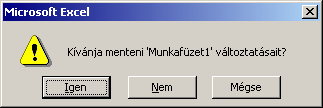 Microsoft Excel
Kívánja menteni 'Munkafüzet1' változtatásait?
Igen
Nem
Mégse